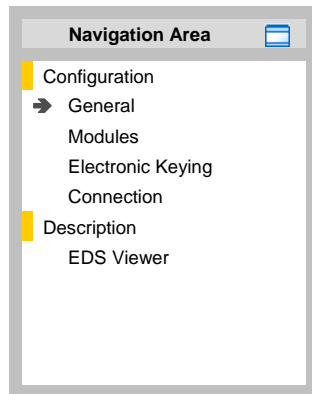 Navigation Area
Configuration
General
Modules
Electronic Keying
Connection
Description
EDS Viewer